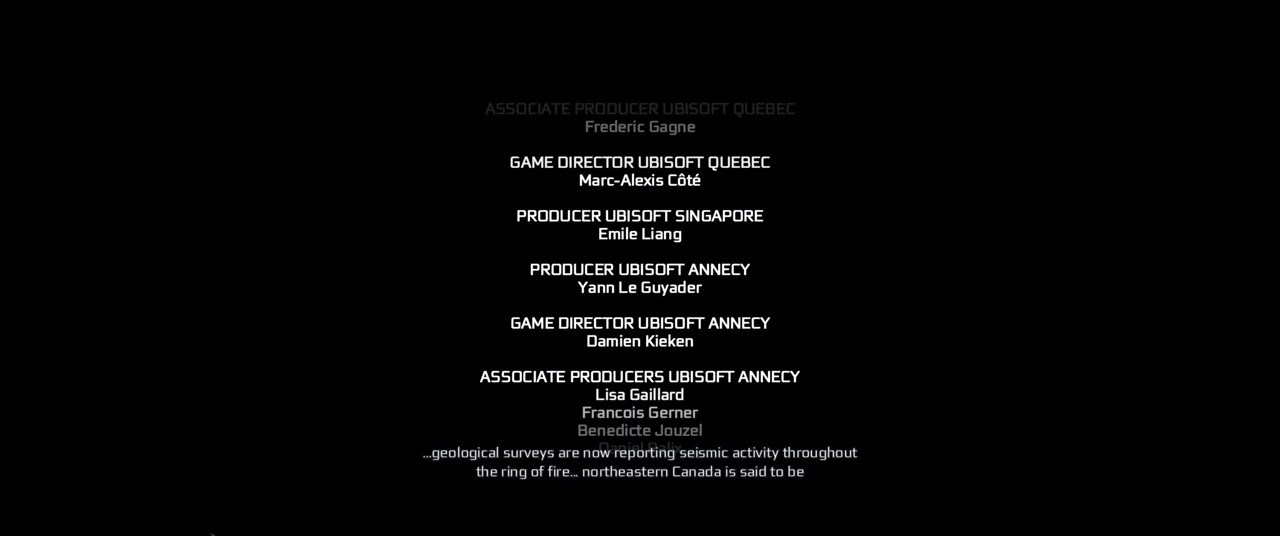 ASSOCIATE PRODUCER UBISOFT QUEBEC
Frederic Gagne
GAME DIRECTOR UBISOFT QUEBEC
Marc-Alexis Côté
PRODUCER UBISOFT SINGAPORE
Emile Liang
PRODUCER UBISOFT ANNECY
Yann Le Guyader
GAME DIRECTOR UBISOFT ANNECY
Damien Kieken
ASSOCIATE PRODUCERS UBISOFT ANNECY
Lisa Gaillard
Francois Gerner
Benedicte Jouzel
Daniel
...geological surveys are now reporting seismic activity throughout
the ring of fire... northeastern Canada is said to be